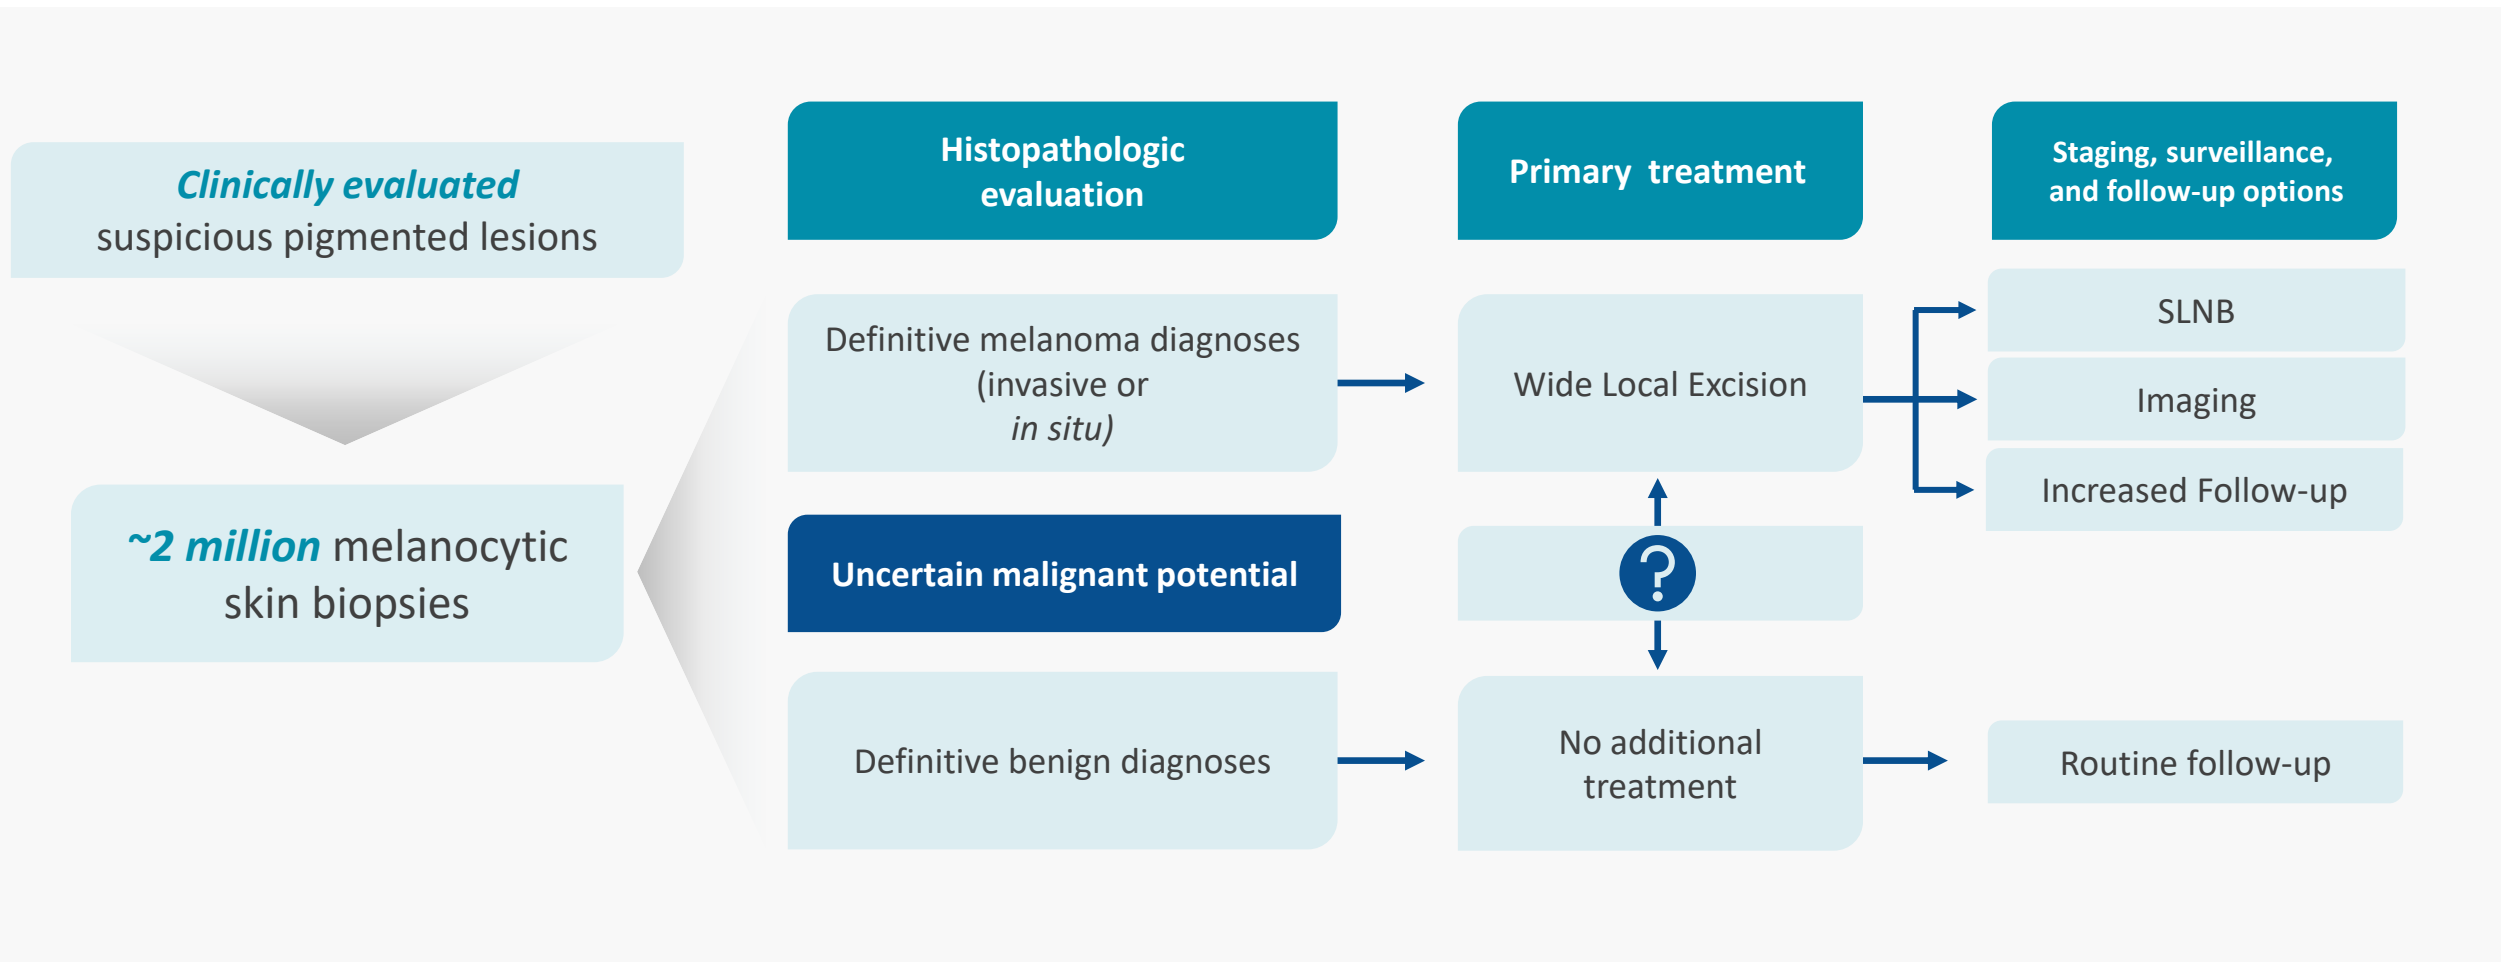 Clinically evaluated
suspicious pigmented lesions
~2 million melanocytic
skin biopsies
Histopathologic
evaluation
Definitive melanoma diagnoses
(invasive or
in situ)
Uncertain malignant potential
Definitive benign diagnoses
Primary treatment
Wide Local Excision
?
No additional
treatment
Staging, surveillance,
and follow-up options
SLNB
Imaging
Increased Follow-up
Routine follow-up